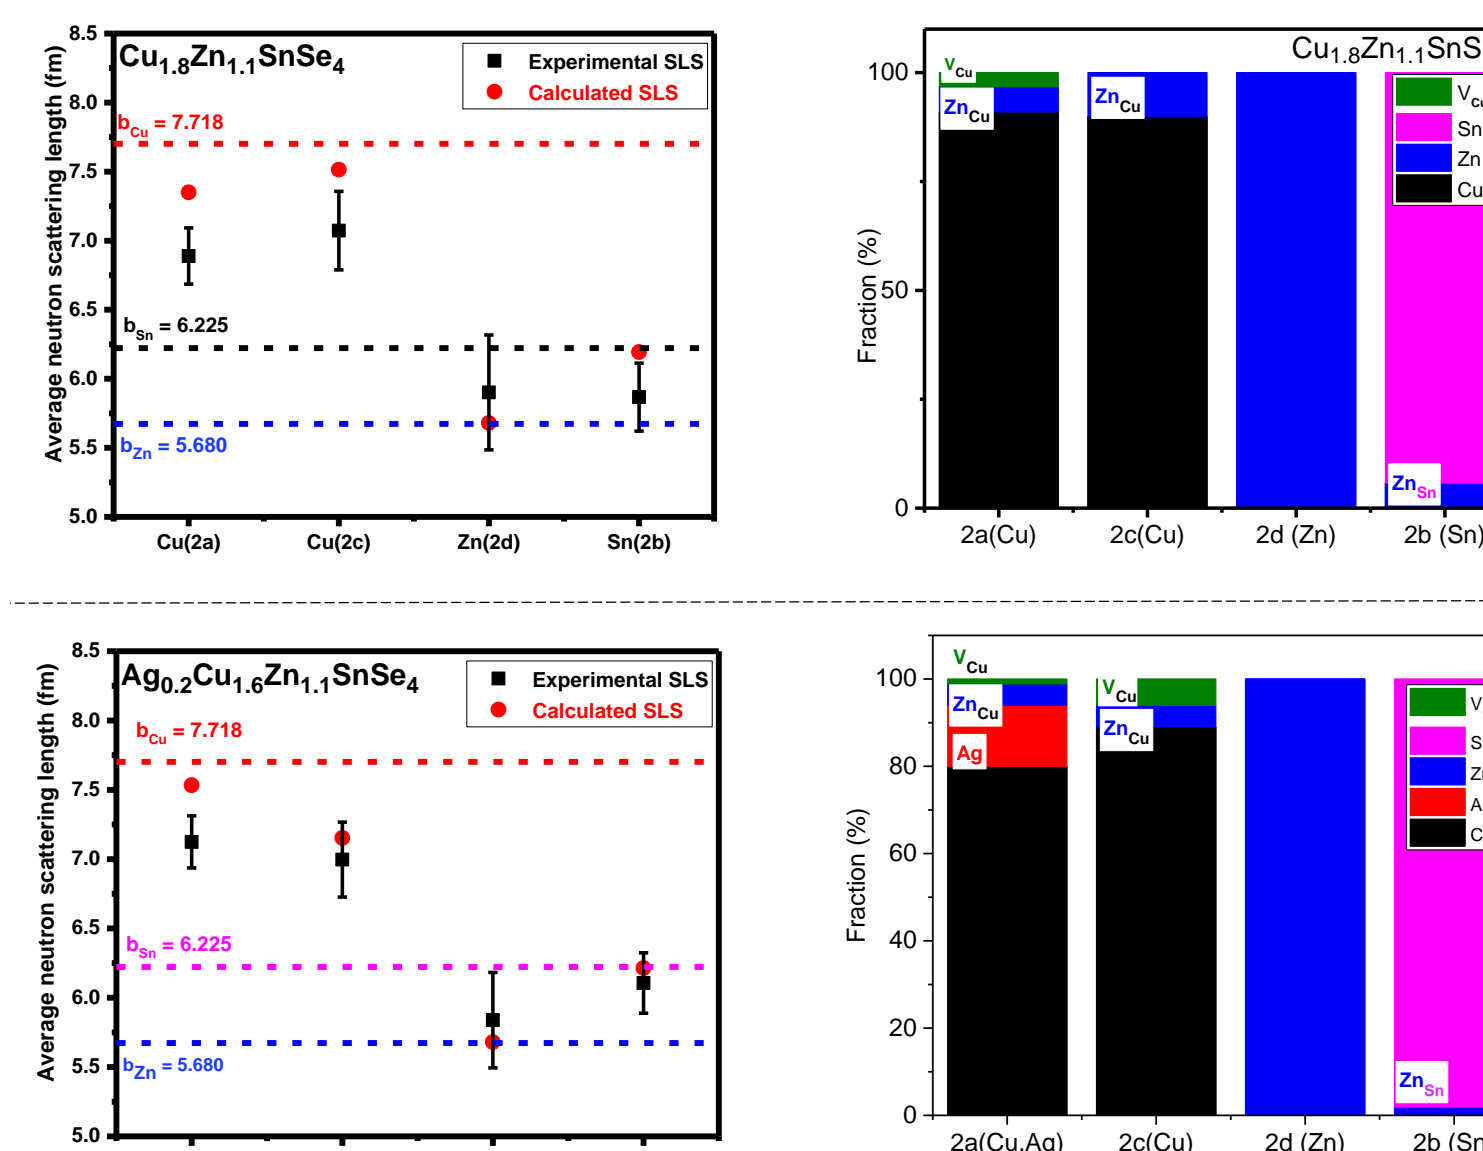 Cu1.8Zn1.1SnSe4
Experimental SLS
Calculated SLS
bCu = 7.718
bSn = 6.225
bZn = 5.680
Average neutron scattering length (fm)
8.5
8.0
7.5
7.0
6.5
6.0
5.5
5.0
Cu(2a) Cu(2c) Zn(2d) Sn(2b)
Cu1.8Zn1.1SnS
VCu
ZnCu
ZnCu
VCu
Sn
Zn
Cu
ZnSn
Fraction (%)
100
50
0
2a(Cu) 2c(Cu) 2d (Zn) 2b (Sn)
Ag0.2Cu1.6Zn1.1SnSe4
Experimental SLS
Calculated SLS
bCu = 7.718
bSn = 6.225
bZn = 5.680
Average neutron scattering length (fm)
8.5
8.0
7.5
7.0
6.5
6.0
5.5
5.0
VCu
ZnCu
Ag
VCu
ZnCu
V
S
Z
A
C
ZnSn
Fraction (%)
100
80
60
40
20
0
2a(Cu,Ag) 2c(Cu) 2d (Zn) 2b (Sn